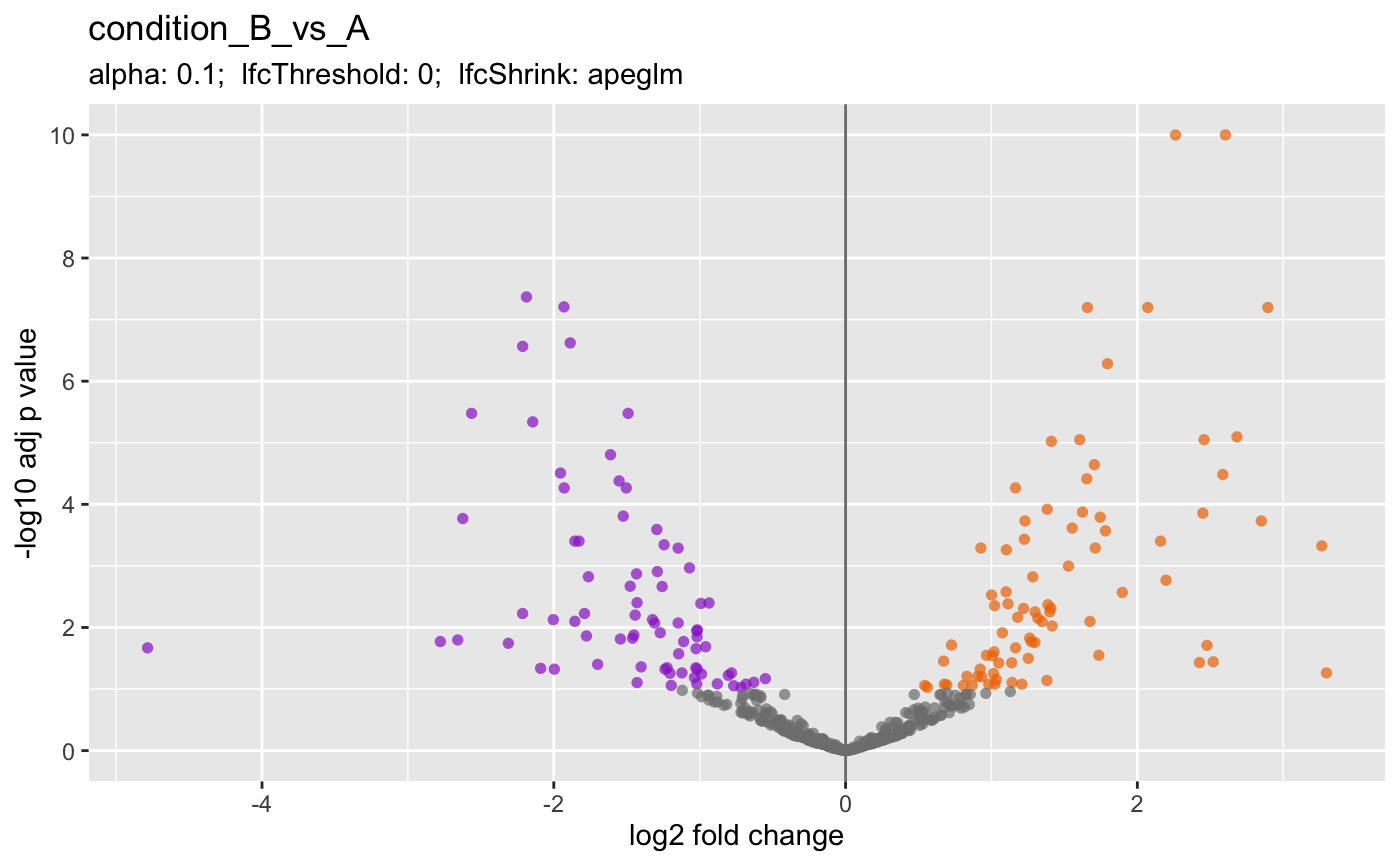 condition_B_vs_A
alpha: 0.1;  lfcThreshold: 0;  lfcShrink: apeglm
10
8
6
4
2
0
-log10 adj p value
-4
-2
0
2
log2 fold change